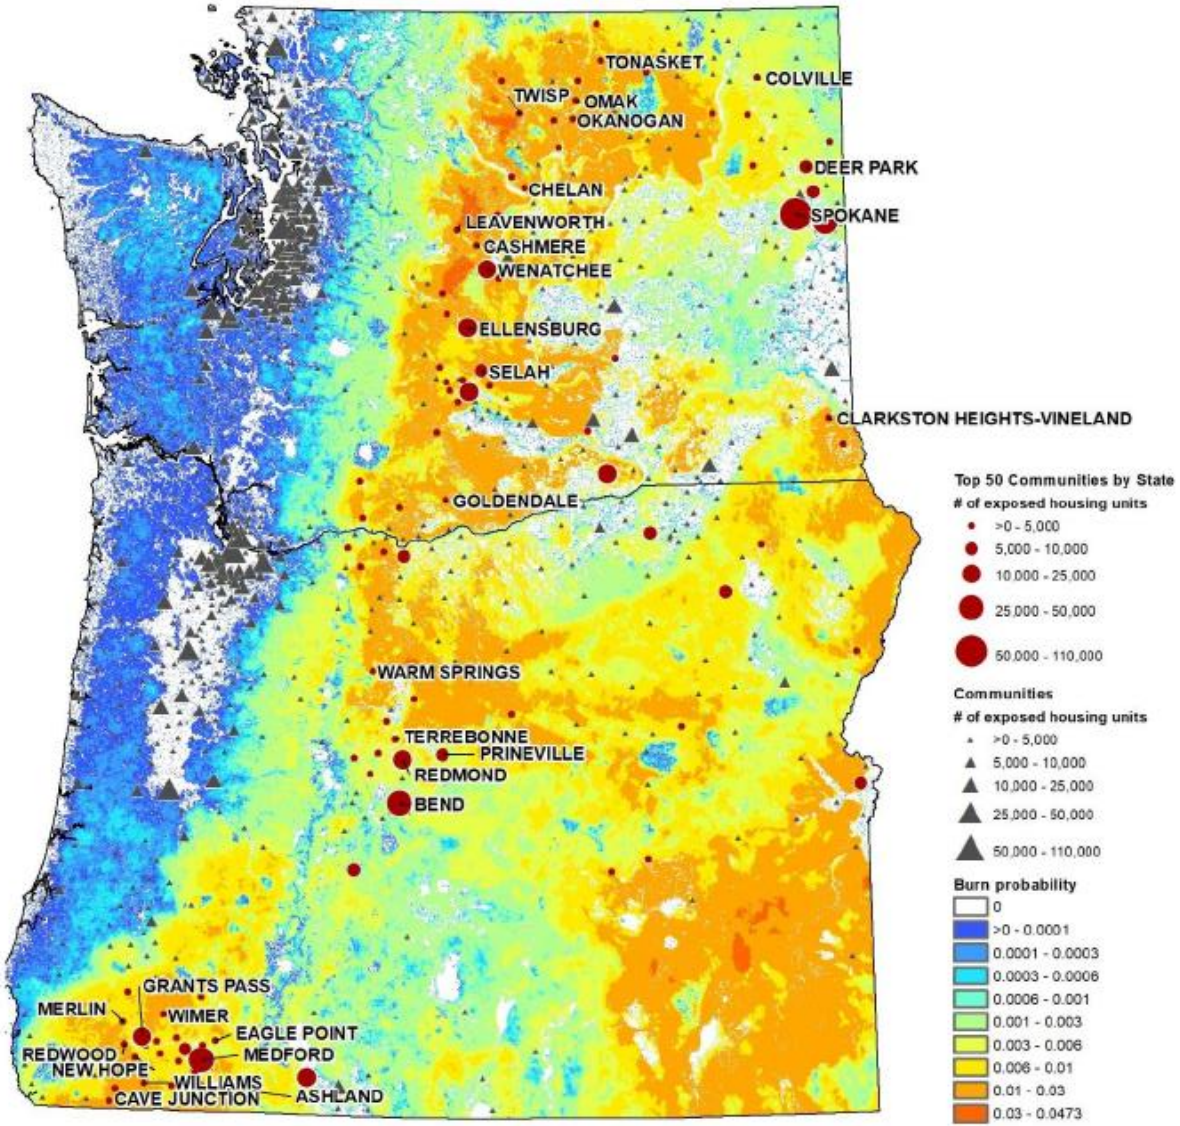 TONASKET
COLVILLE
TWISP
OMAK
OKANOGAN
DEER PARK
CHELAN
SPOKANE
LEAVENWORTH
CASHMERE
WENATCHEE
ELLENSBURG
SELAH
CLARKSTON HEIGHTS-VINELAND
GOLDENDALE
WARM SPRINGS
TERREBONNE
PRINEVILLE
REDMOND
BEND
GRANTS PASS
MERLIN
WIMER
EAGLE POINT
REDWOOD
MEDFORD
NEW HOPE
WILLIAMS
ASHLAND
CAVE JUNCTION
Top 50 Communities by State
# of exposed housing units
>0 - 5,000
5,000 - 10,000
10,000 - 25,000
25,000 - 50,000
50,000 - 110,000
Communities
# of exposed housing units
>0 - 5,000
5,000 - 10,000
10,000 - 25,000
25,000 - 50,000
50,000 - 110,000
Burn probability
0
>0 - 0.0001
0.0001 - 0.0003
0.0003 - 0.0006
0.0006 - 0.001
0.001 - 0.003
0.003 - 0.006
0.006 - 0.01
0.01 - 0.03
0.03 - 0.0473